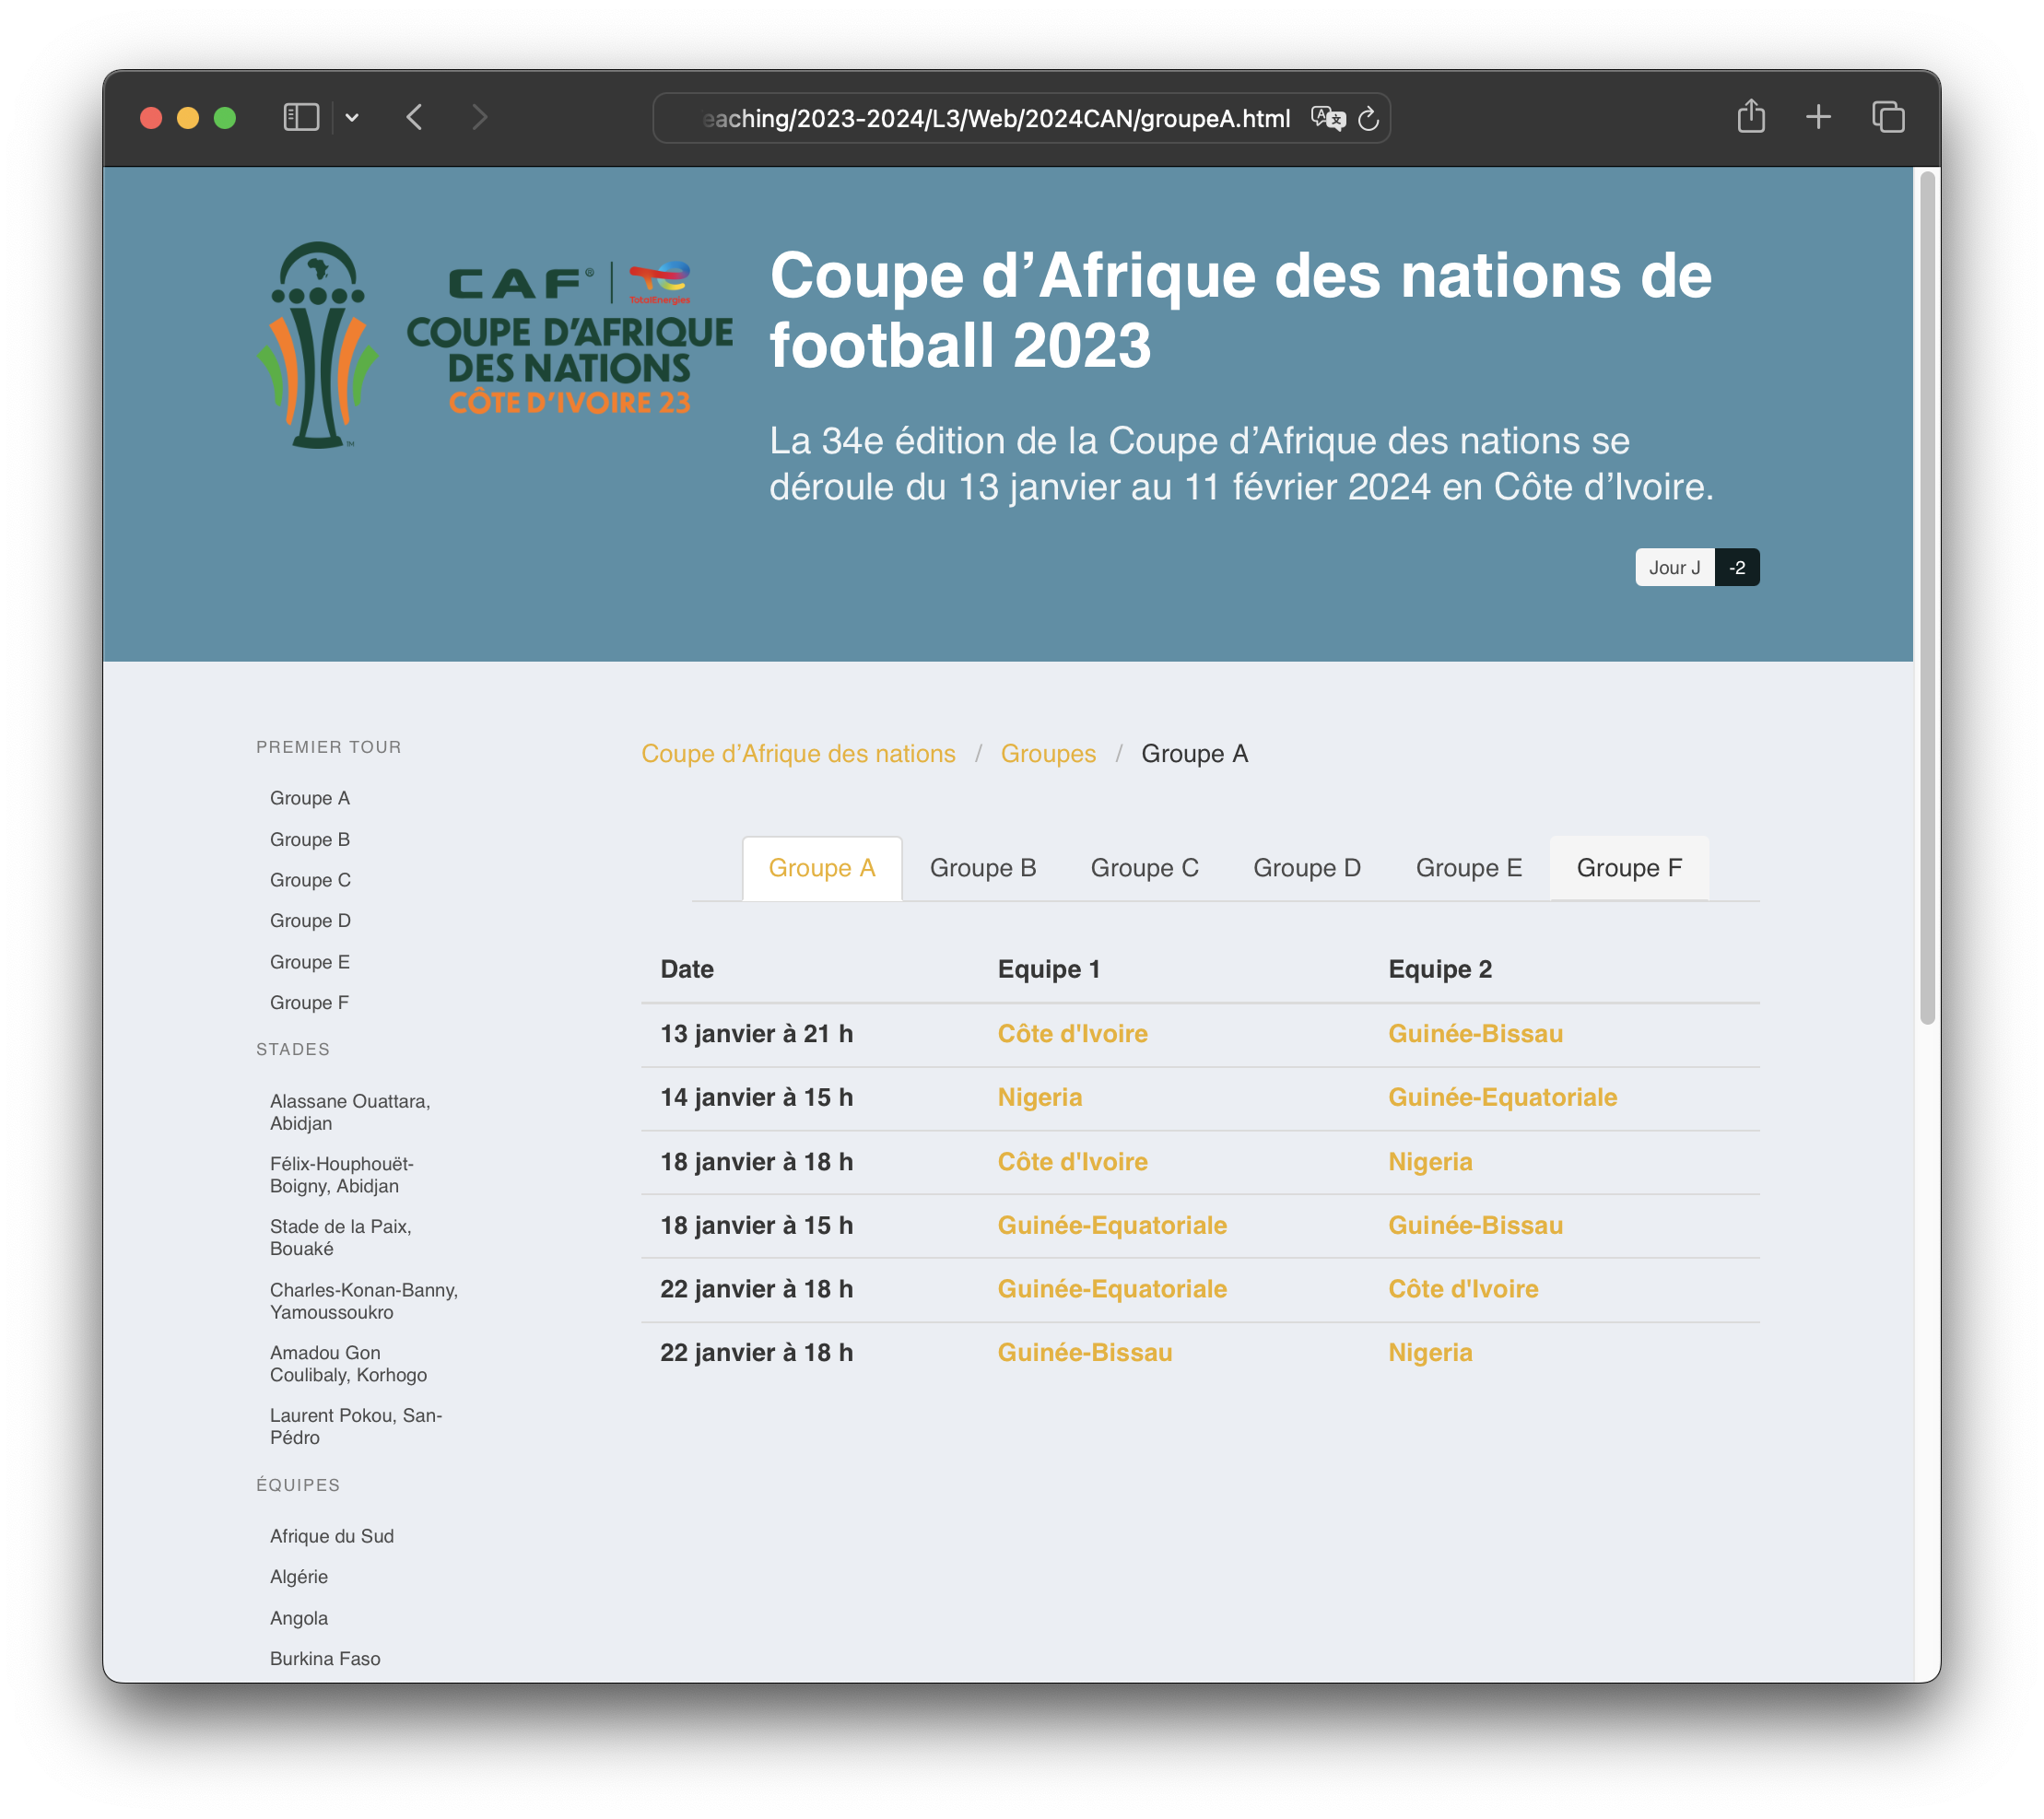 eaching/2023-2024/L3/Web/2024CAN/groupeA.html
CAF®
TotalEnergies
COUPE D'AFRIQUE
DES NATIONS
CÔTE D'IVOIRE 23
TM
Coupe d’Afrique des nations de
football 2023
La 34e édition de la Coupe d’Afrique des nations se
déroule du 13 janvier au 11 février 2024 en Côte d’Ivoire.
Jour J -2
PREMIER TOUR
Groupe A
Groupe B
Groupe C
Groupe D
Groupe E
Groupe F
STADES
Alassane Ouattara,
Abidjan
Félix-Houphouët-
Boigny, Abidjan
Stade de la Paix,
Bouaké
Charles-Konan-Banny,
Yamoussoukro
Amadou Gon
Coulibaly, Korhogo
Laurent Pokou, San-
Pédro
ÉQUIPES
Afrique du Sud
Algérie
Angola
Burkina Faso
Coupe d’Afrique des nations / Groupes / Groupe A
Groupe A Groupe B Groupe C Groupe D Groupe E Groupe F
Date Equipe 1 Equipe 2
13 janvier à 21 h Côte d'Ivoire Guinée-Bissau
14 janvier à 15 h Nigeria Guinée-Equatoriale
18 janvier à 18 h Côte d'Ivoire Nigeria
18 janvier à 15 h Guinée-Equatoriale Guinée-Bissau
22 janvier à 18 h Guinée-Equatoriale Côte d'Ivoire
22 janvier à 18 h Guinée-Bissau Nigeria